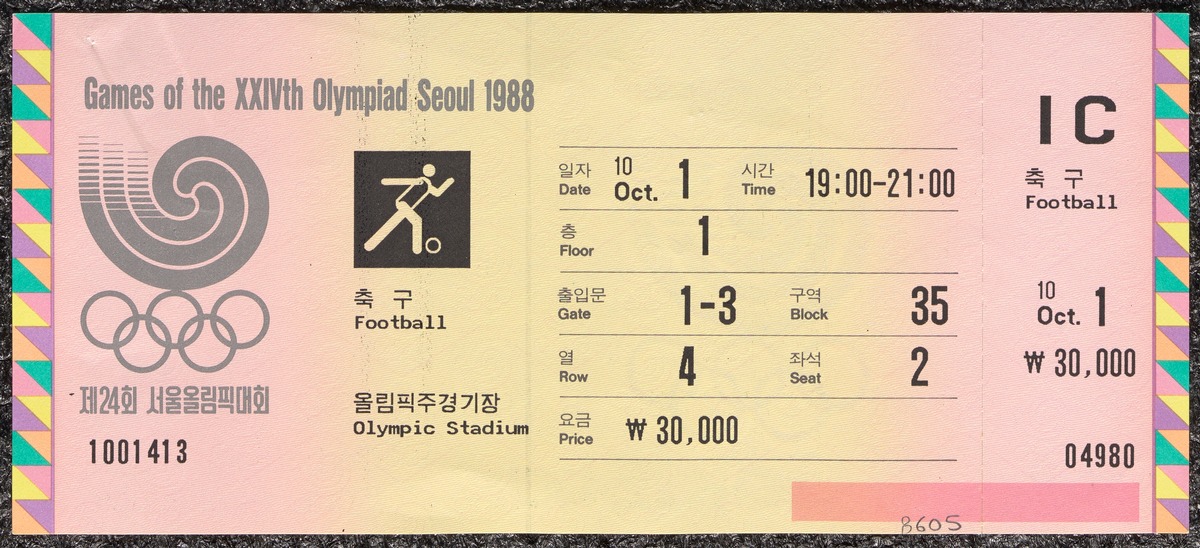 Games of the XXIVth Olympiad Seoul 1988
제24회 서울올림픽대회
1001413
축 구
Football
올림픽주경기장
Olympic Stadium
일자 10 시간
Date Oct. 1 Time 19:00-21:00
층
Floor 1
출입문 구역
Gate 1-3 Block 35
열 좌석
Row 4 Seat 2
요금
Price ₩ 30,000
IC
축 구
Football
10
Oct. 1
₩ 30,000
04980
8605